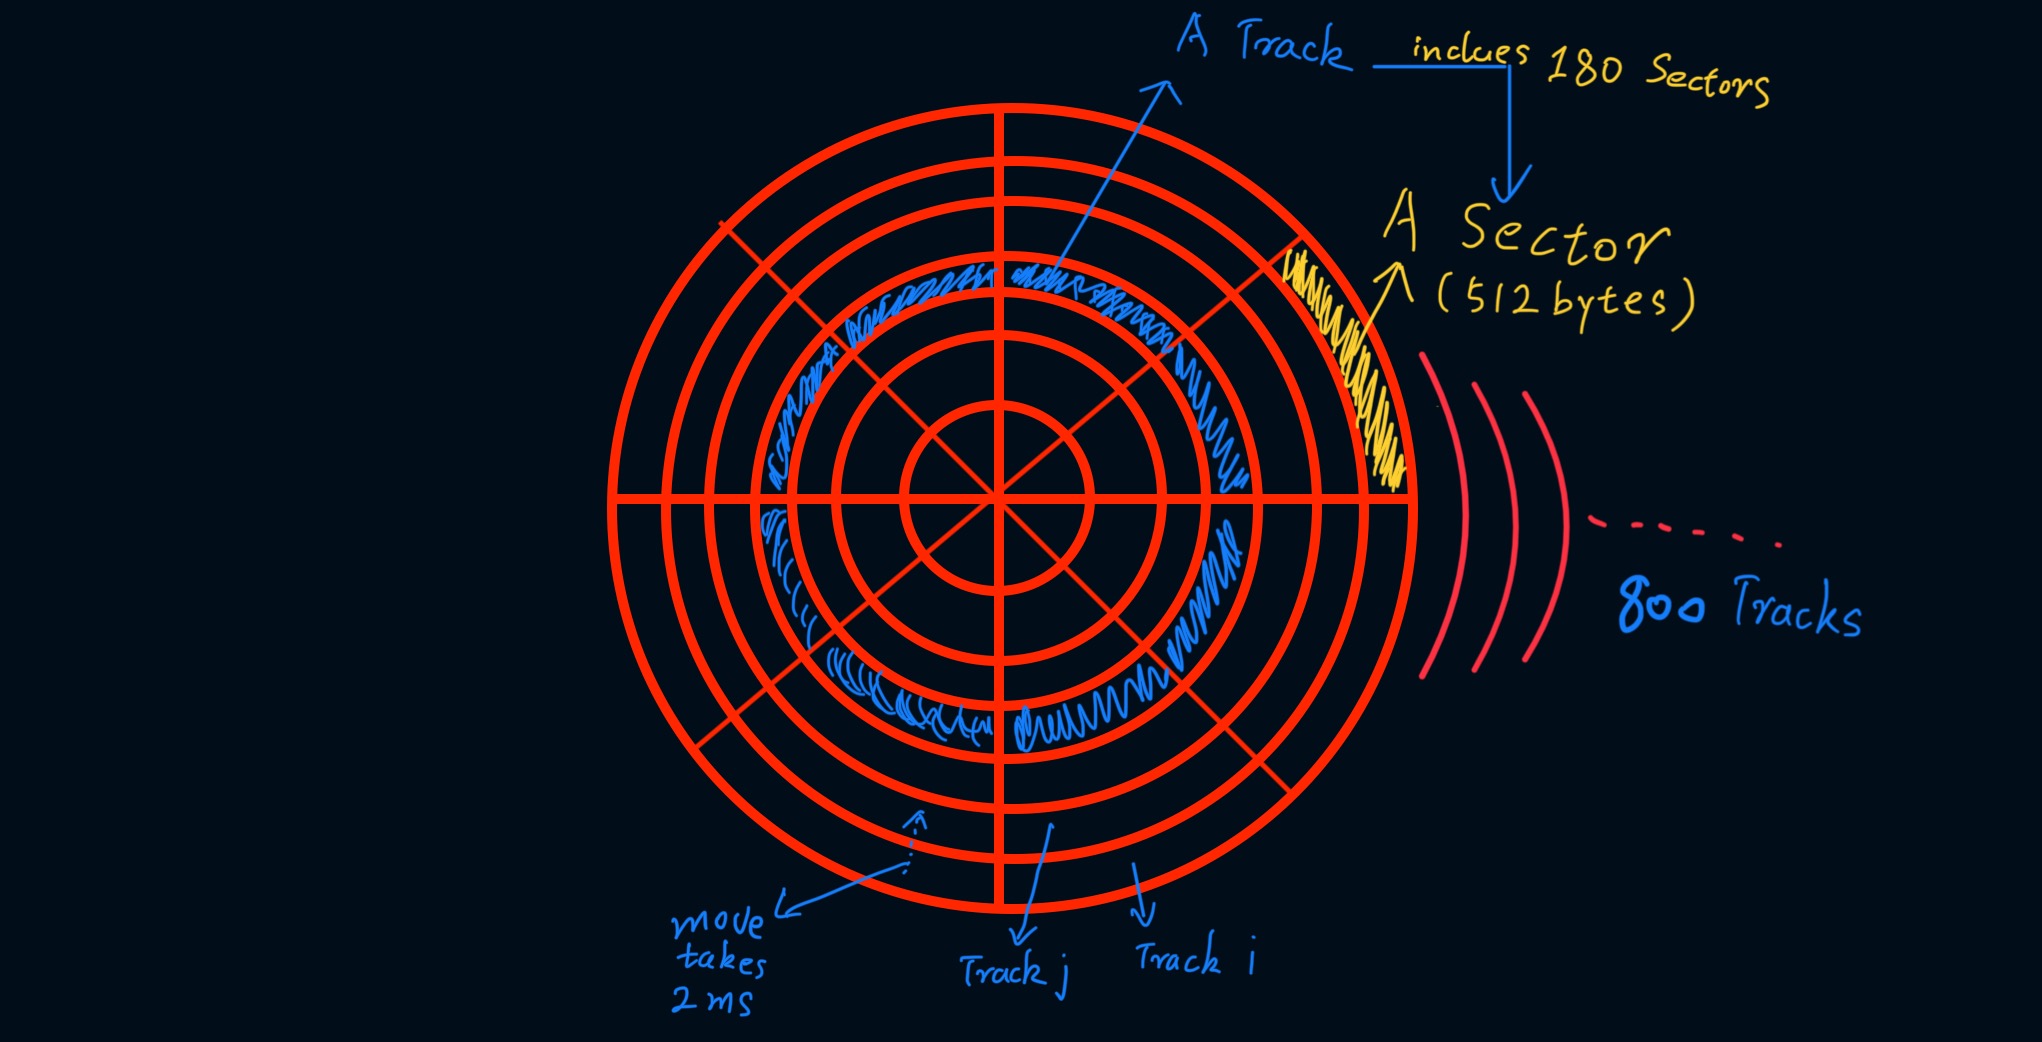 A Track inclues 180 Sectors
A Sector
(512 bytes)
800 Tracks
move
takes
2 ms
Track j
Track i